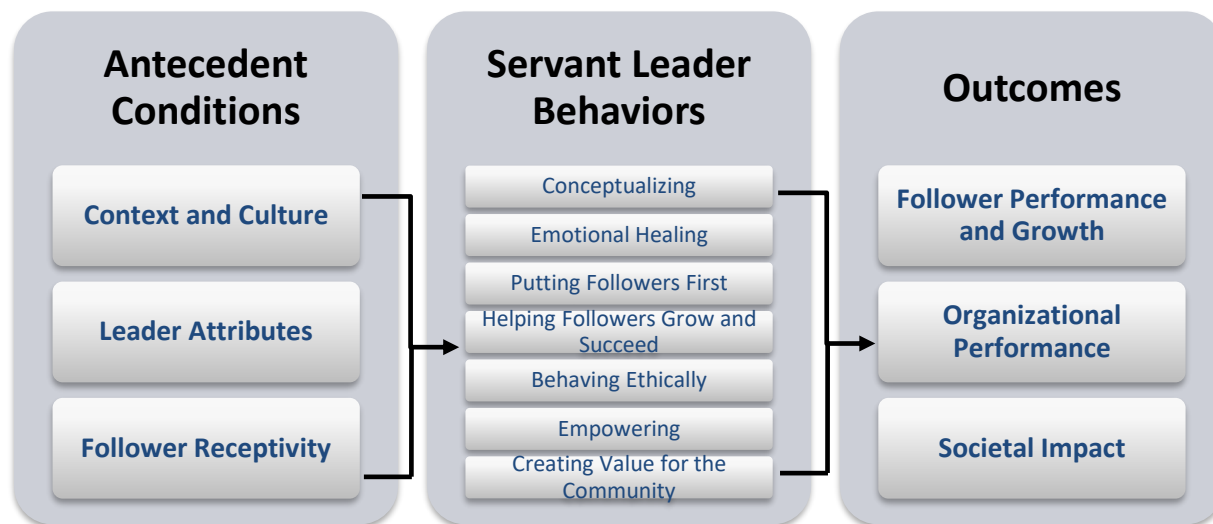 Antecedent
Conditions
Context and Culture
Leader Attributes
Follower Receptivity
Servant Leader
Behaviors
Conceptualizing
Emotional Healing
Putting Followers First
Helping Followers Grow and
Succeed
Behaving Ethically
Empowering
Creating Value for the
Community
Outcomes
Follower Performance
and Growth
Organizational
Performance
Societal Impact